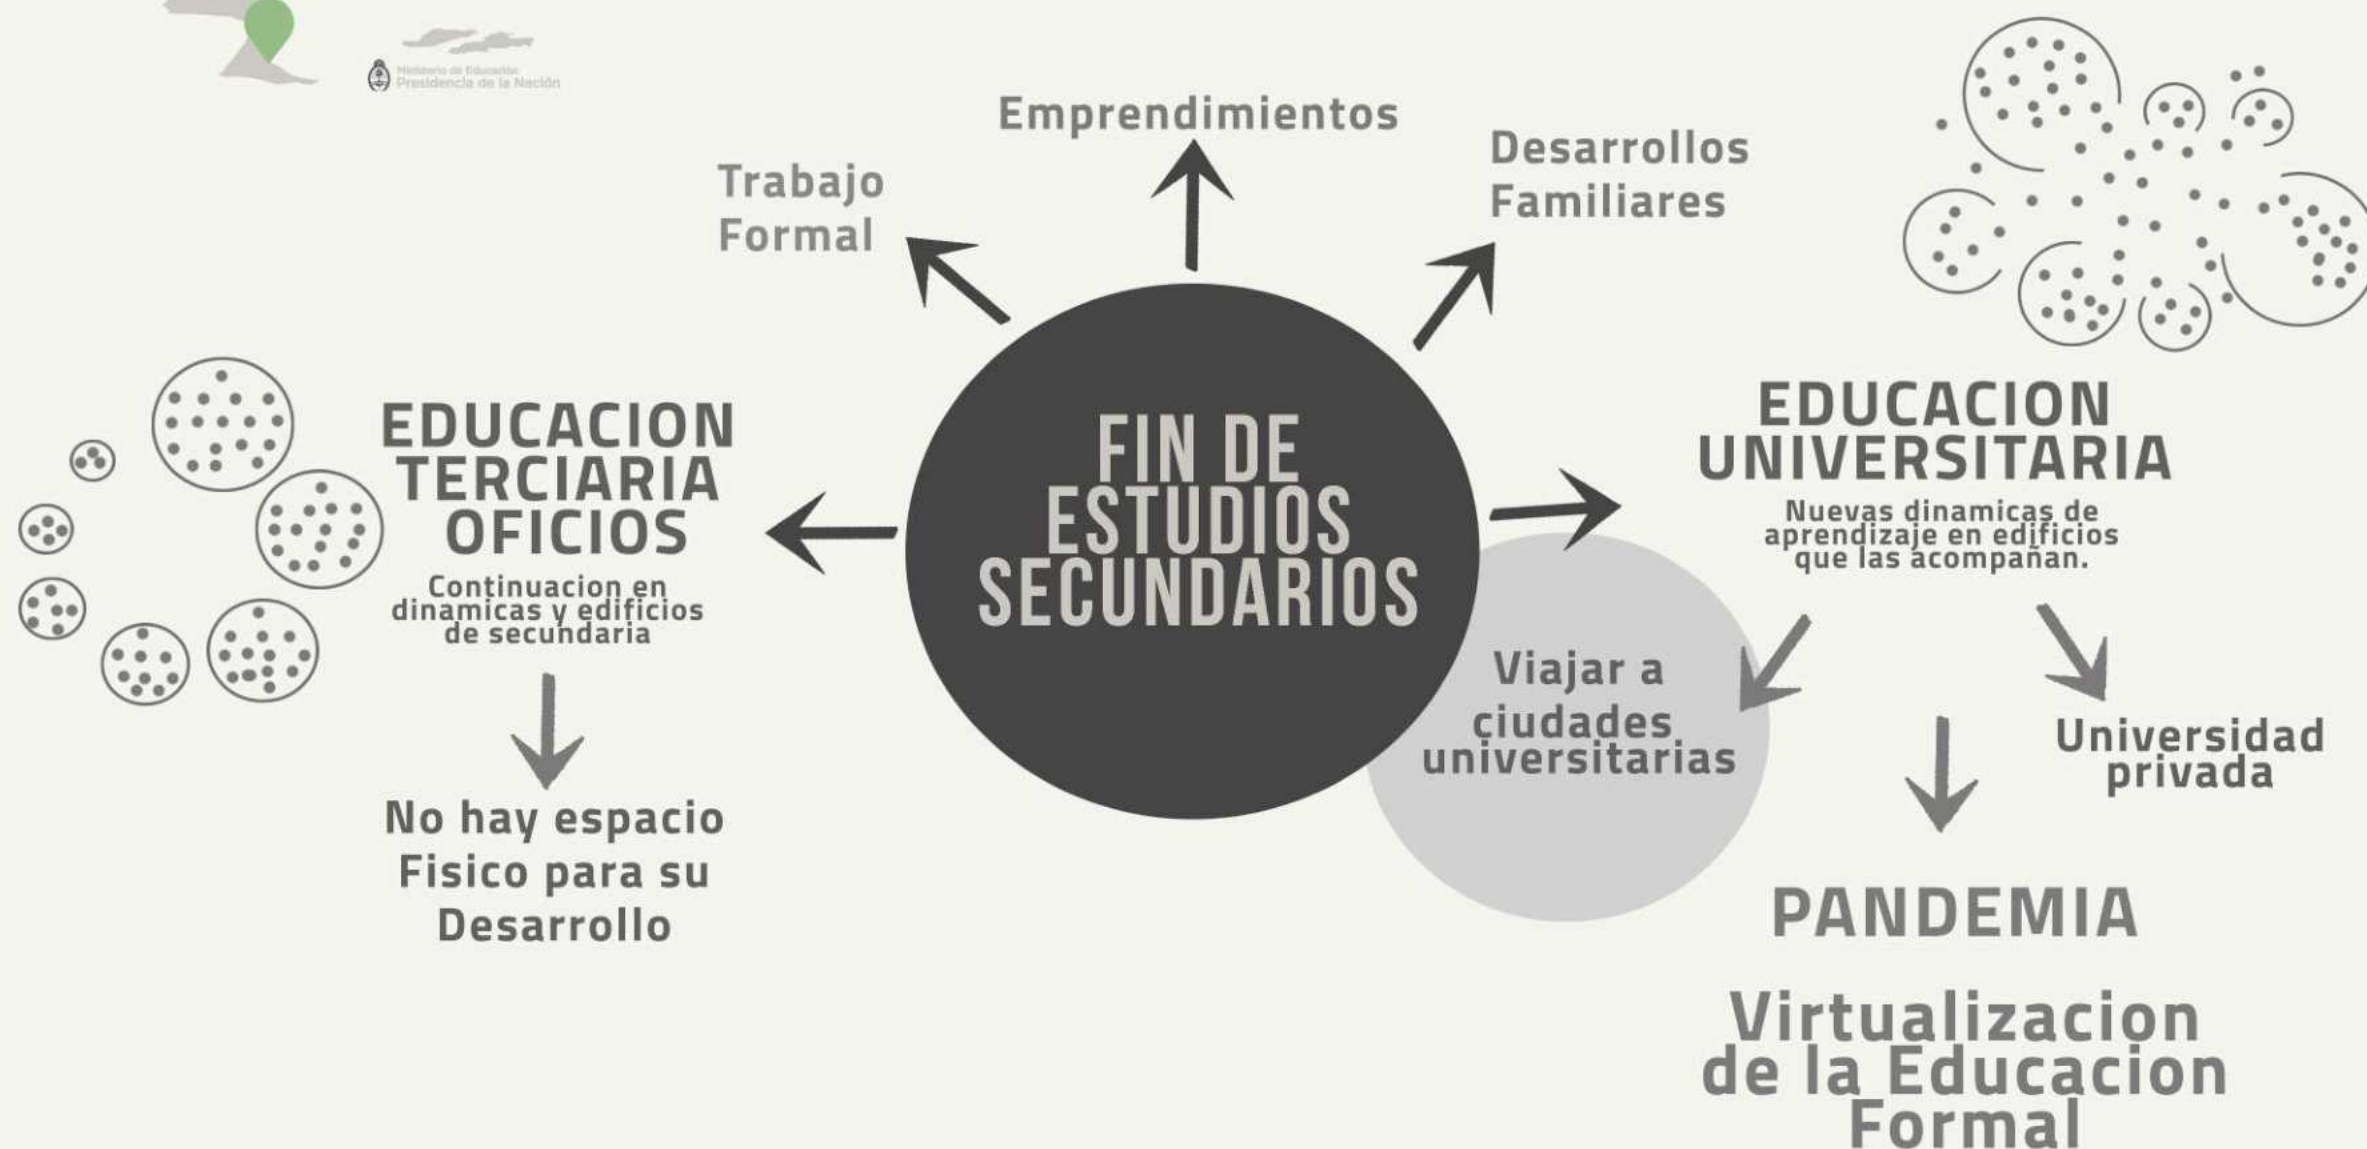 Ministerio de Educación
Presidencia de la Nación
Emprendimientos
Trabajo
Formal
Desarrollos
Familiares
FIN DE
ESTUDIOS
SECUNDARIOS
EDUCACION
TERCIARIA
OFICIOS
Continuacion en
dinamicas y edificios
de secundaria
No hay espacio
Fisico para su
Desarrollo
EDUCACION
UNIVERSITARIA
Nuevas dinamicas de
aprendizaje en edificios
que las acompañan.
Viajar a
ciudades
universitarias
Universidad
privada
PANDEMIA
Virtualizacion
de la Educacion
Formal